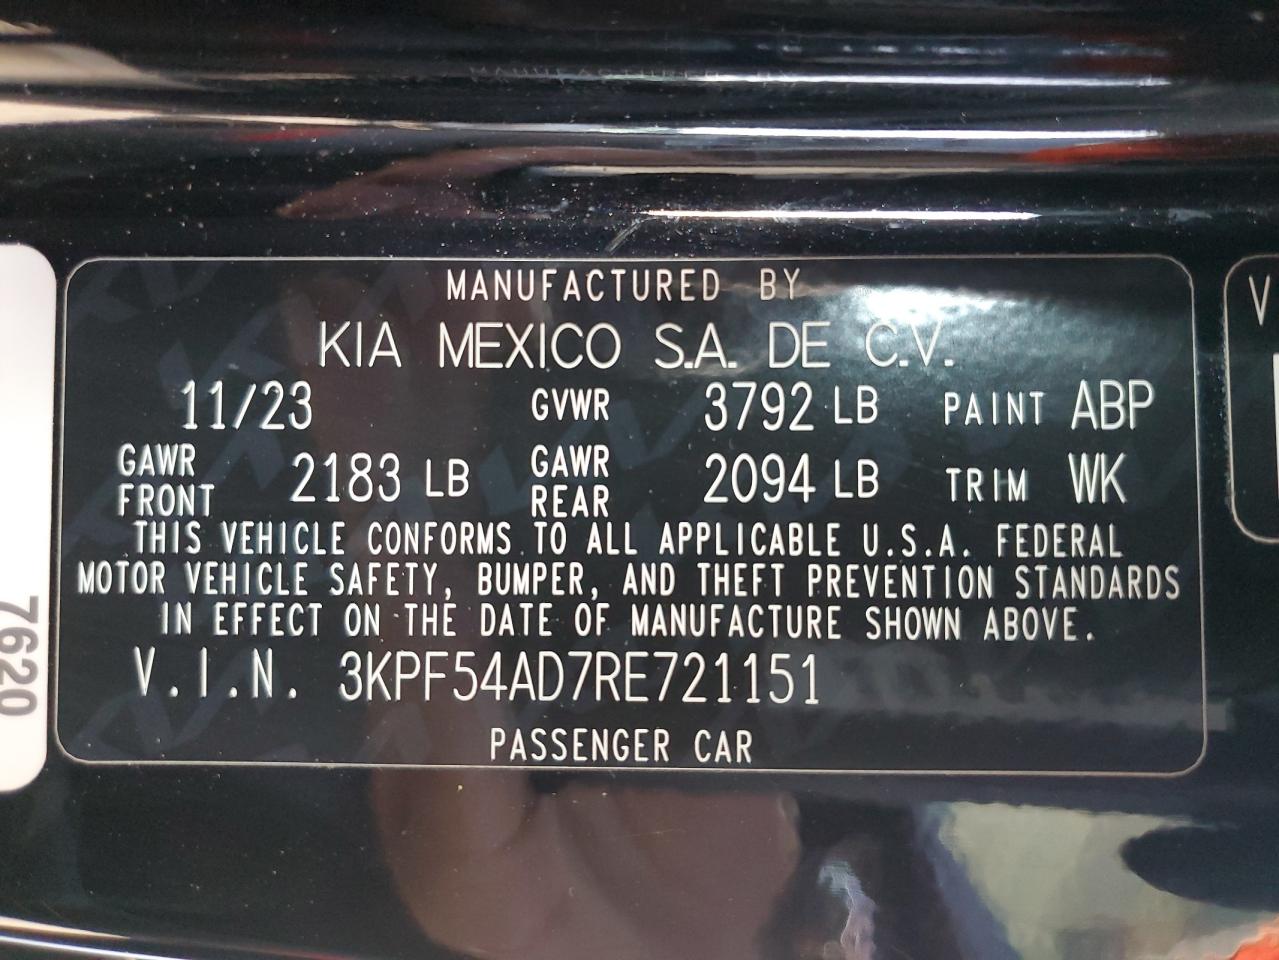 MANUFACTURED BY
KIA MEXICO S.A. DE C.V.
11/23 GVWR 3792 LB PAINT ABP
GAWR FRONT 2183 LB GAWR REAR 2094 LB TRIM WK
THIS VEHICLE CONFORMS TO ALL APPLICABLE U.S.A. FEDERAL
MOTOR VEHICLE SAFETY, BUMPER, AND THEFT PREVENTION STANDARDS
IN EFFECT ON THE DATE OF MANUFACTURE SHOWN ABOVE.
V.I.N. 3KPF54AD7RE721151
PASSENGER CAR
7620
V